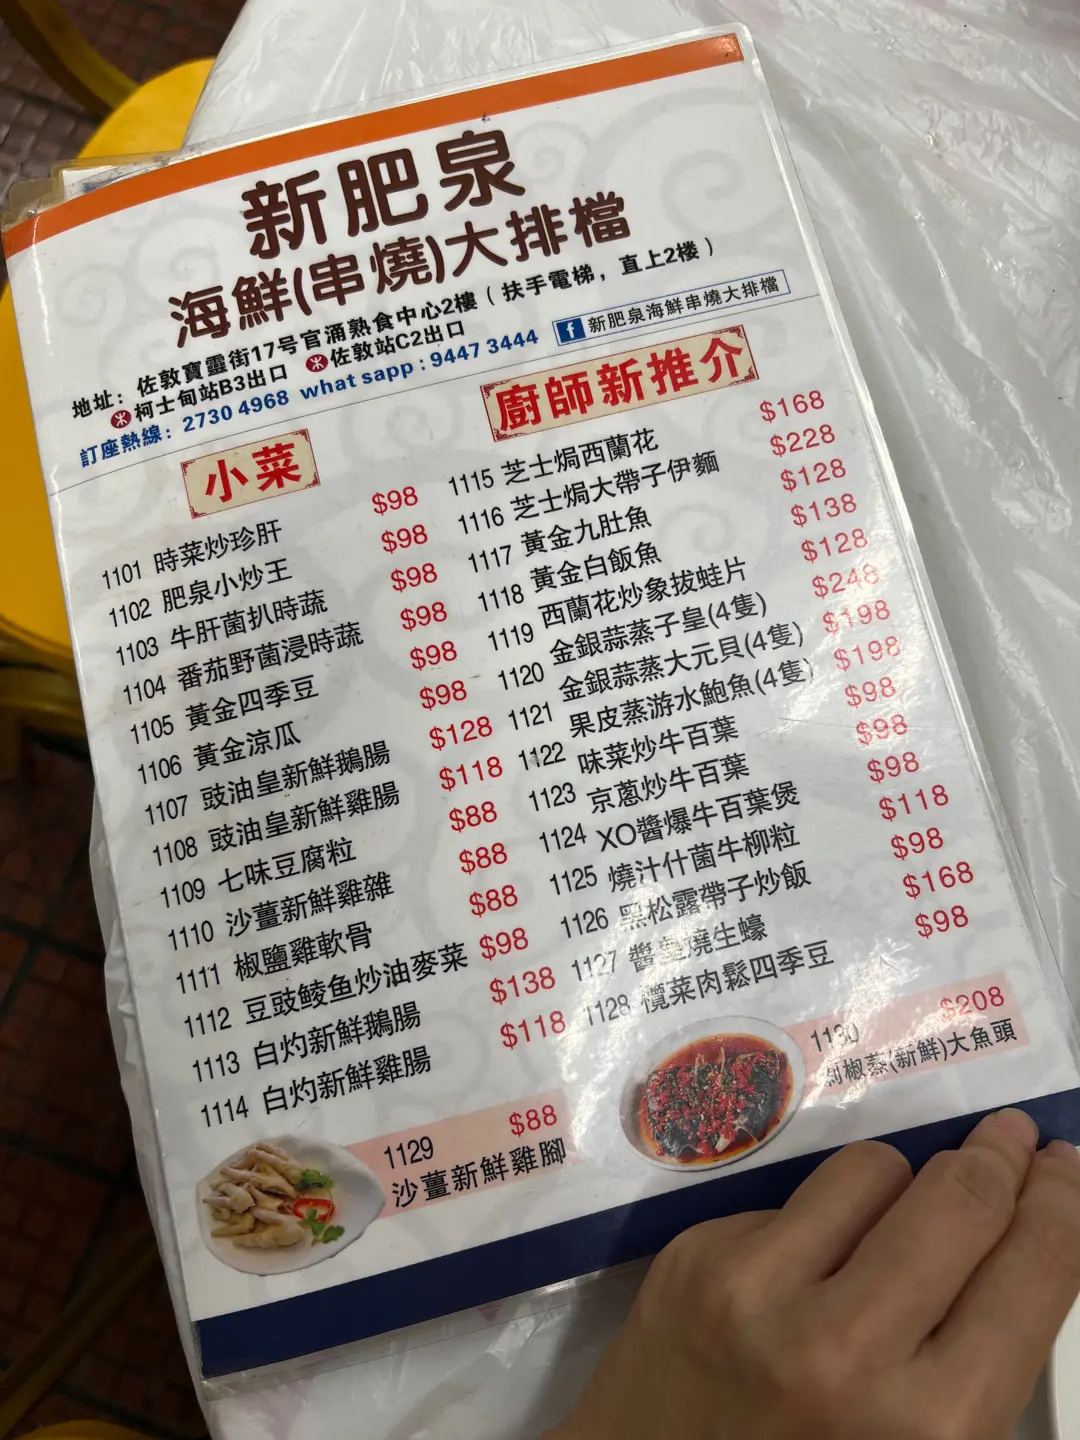 新肥泉
海鮮(串燒)大排檔
地址：佐敦寶靈街17号官涌熟食中心2樓（扶手電梯，直上2楼）
柯士甸站B3出口 佐敦站C2出口
訂座熱線：2730 4968 what sapp : 9447 3444
f 新肥泉海鮮串燒大排檔
小菜
1101 時菜炒珍肝 $98
1102 肥泉小炒王 $98
1103 牛肝菌扒時蔬 $98
1104 番茄野菌浸時蔬 $98
1105 黃金四季豆 $98
1106 黃金涼瓜 $98
1107 豉油皇新鮮鵝腸 $128
1108 豉油皇新鮮雞腸 $118
1109 七味豆腐粒 $88
1110 沙薑新鮮雞雜 $88
1111 椒鹽雞軟骨 $88
1112 豆豉鲮鱼炒油麥菜 $98
1113 白灼新鮮鵝腸 $138
1114 白灼新鮮雞腸 $118
1129 $88
沙薑新鮮雞腳
廚師新推介
1115 芝士焗西蘭花 $168
1116 芝士焗大帶子伊麵 $228
1117 黃金九肚魚 $128
1118 黃金白飯魚 $138
1119 西蘭花炒象拔蛙片 $128
1120 金銀蒜蒸子皇(4隻) $248
1121 金銀蒜蒸大元貝(4隻) $198
1122 果皮蒸游水鮑魚(4隻) $198
1123 味菜炒牛百葉 $98
1124 京蔥炒牛百葉 $98
1125 XO醬爆牛百葉煲 $98
1126 燒汁什菌牛柳粒 $118
1127 黑松露帶子炒飯 $98
1128 醬皇燒生蠔 $168
欖菜肉鬆四季豆 $98
1130 $208
剁椒蒸(新鮮)大魚頭